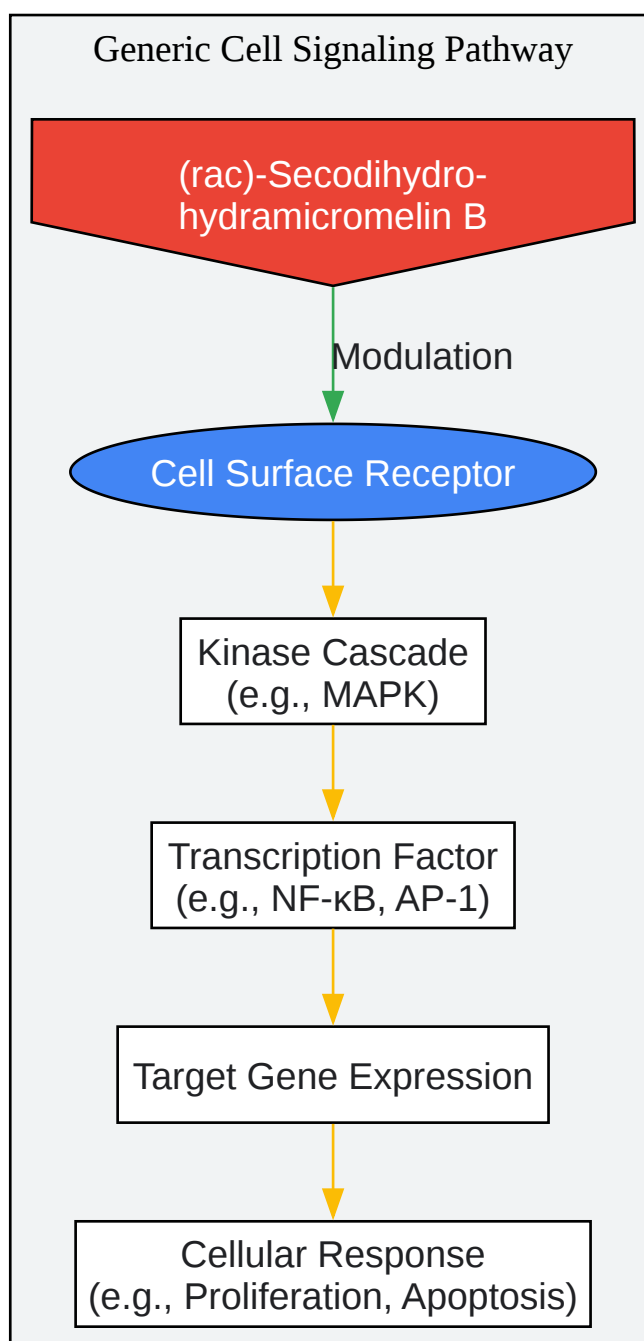 Generic Cell Signaling Pathway
(rac)-Secodihydro-
hydramicromelin B
Modulation
Cell Surface Receptor
Kinase Cascade
(e.g., MAPK)
Transcription Factor
(e.g., NF-κB, AP-1)
Target Gene Expression
Cellular Response
(e.g., Proliferation, Apoptosis)